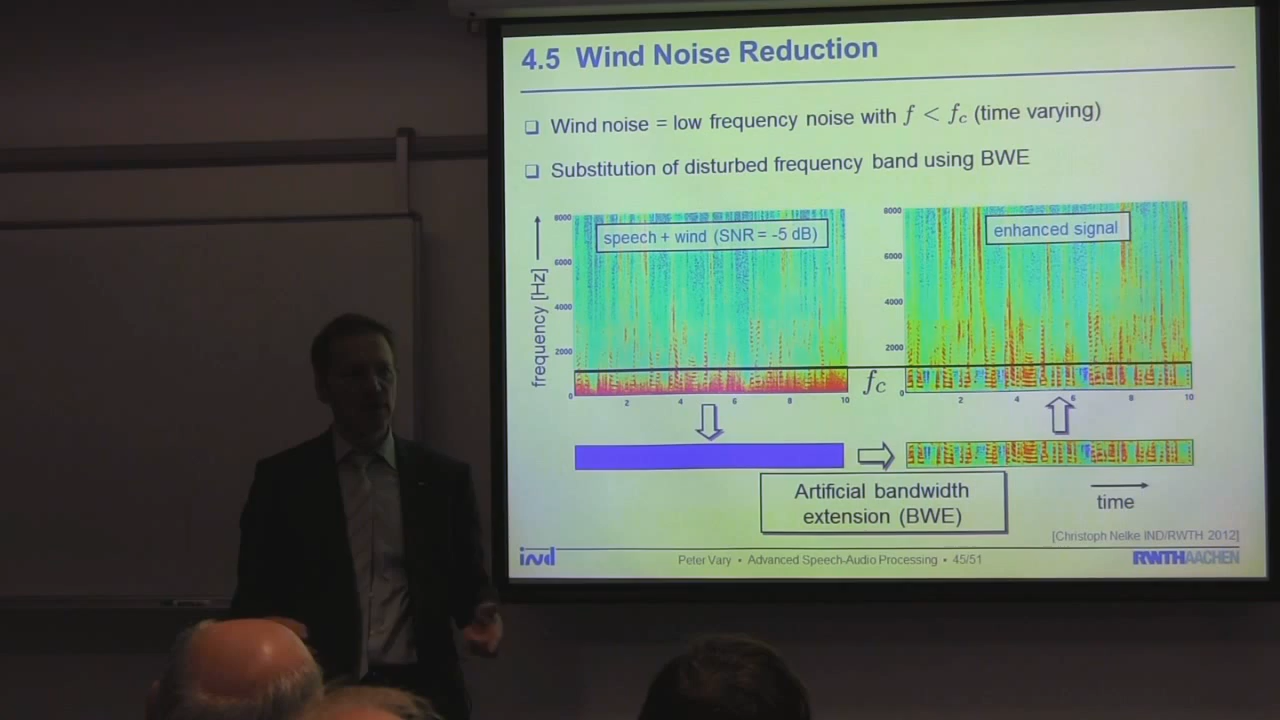 4.5 Wind Noise Reduction
❑ Wind noise = low frequency noise with f < f_c (time varying)
❑ Substitution of disturbed frequency band using BWE
speech + wind (SNR = -5 dB)
enhanced signal
frequency [Hz]
8000
6000
4000
2000
0
2 4 6 8 10
8000
6000
4000
2000
0
2 4 6 8 10
f_c
Artificial bandwidth
extension (BWE)
time
[Christoph Nelke IND/RWTH 2012]
ind
Peter Vary • Advanced Speech-Audio Processing • 45/51
RWTHAACHEN